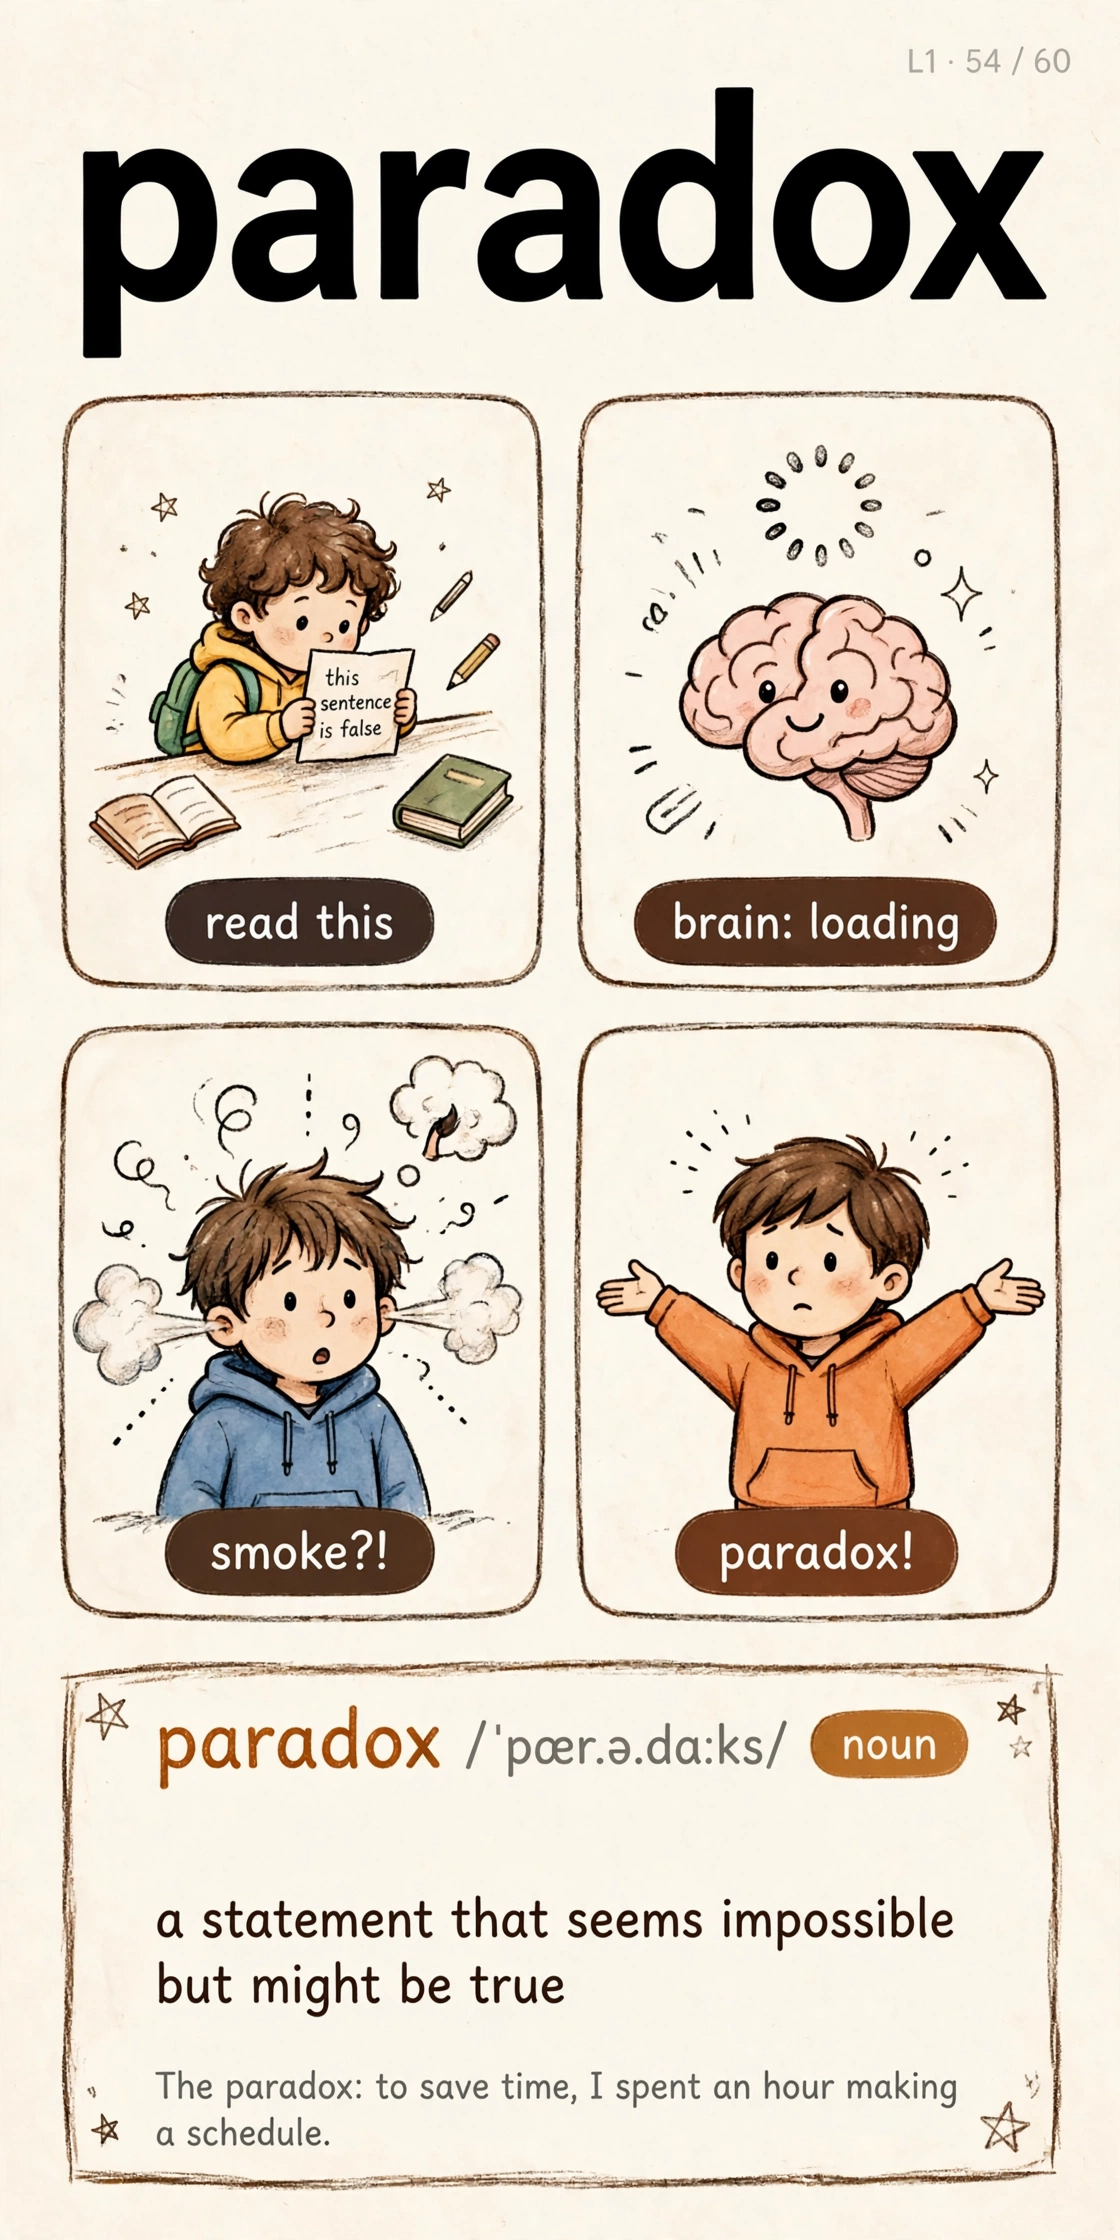 L1 · 54 / 60
paradox
this
sentence
is false
read this
brain: loading
smoke?!
paradox!
paradox /ˈpœr.ə.dɑːks/ noun
a statement that seems impossible
but might be true
The paradox: to save time, I spent an hour making
a schedule.